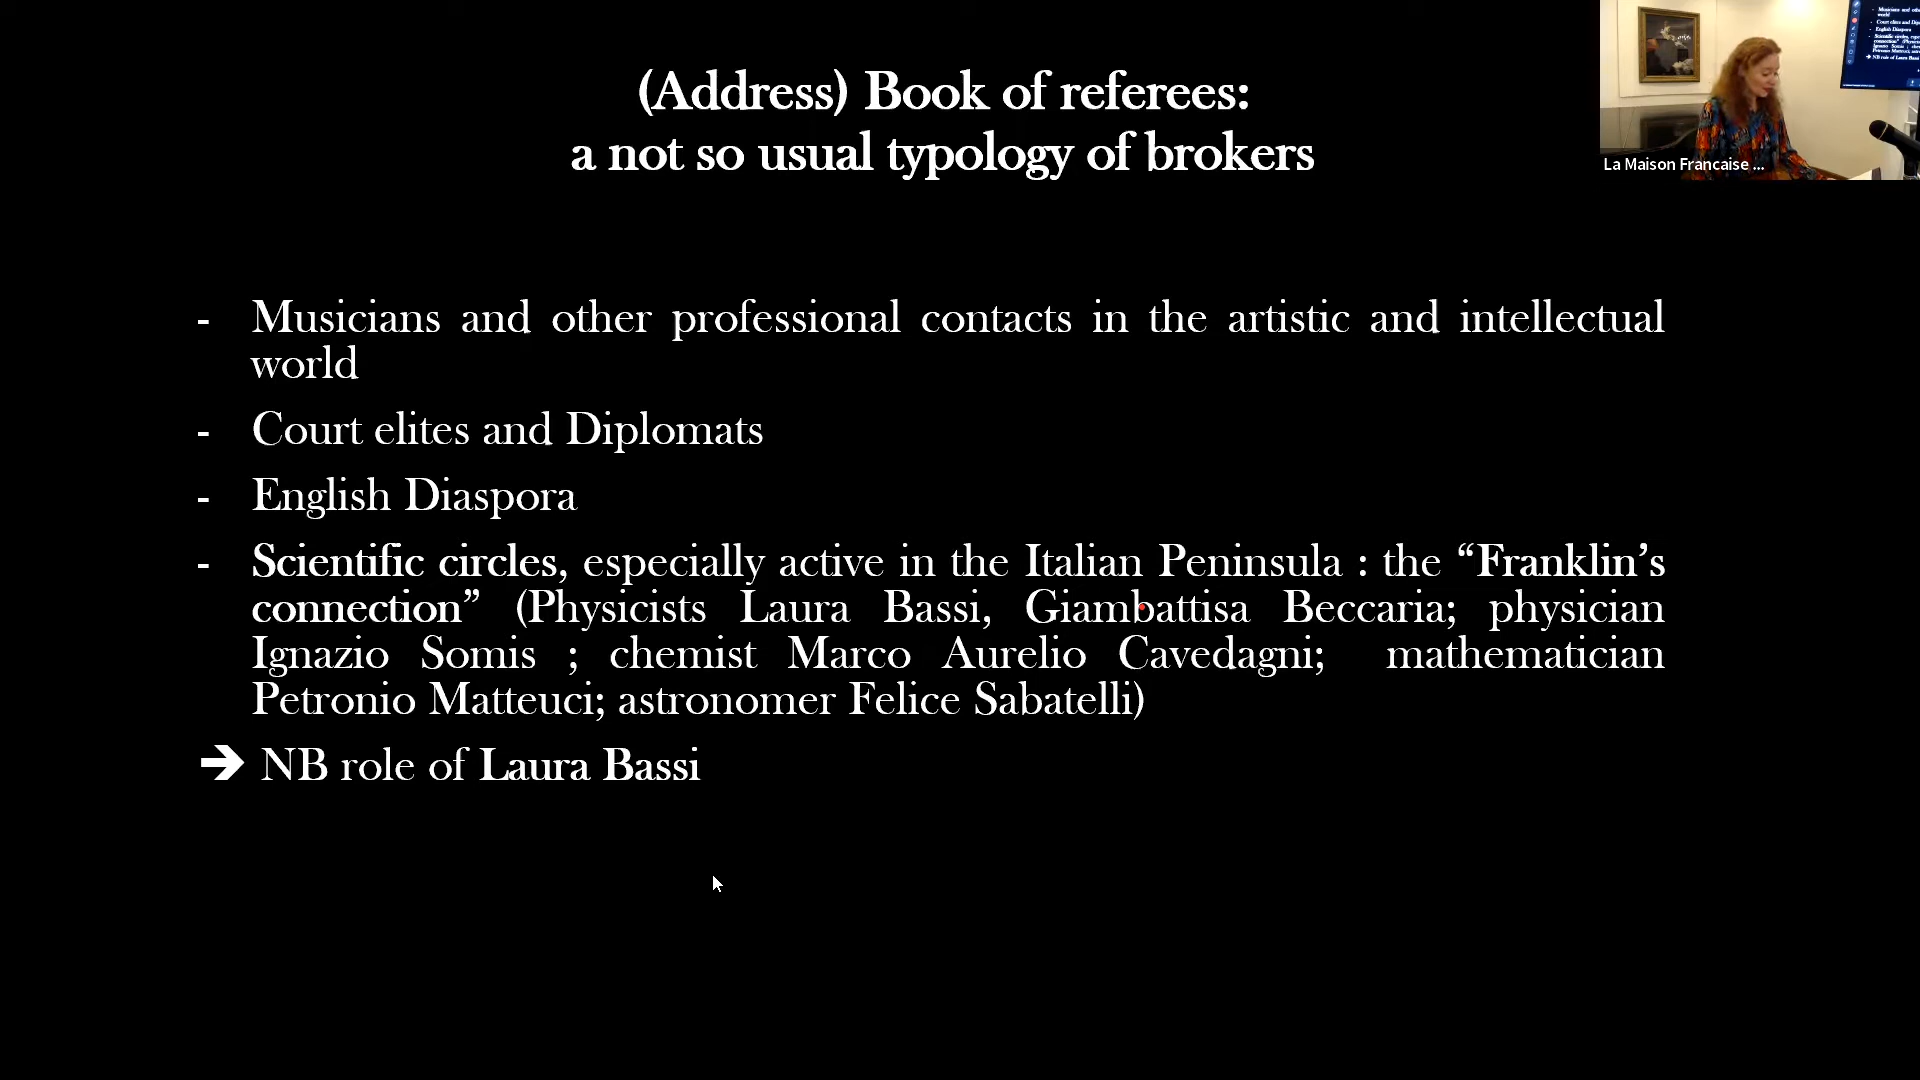 (Address) Book of referees:
a not so usual typology of brokers
La Maison Francaise ...
- Musicians and other professional contacts in the artistic and intellectual
world
- Court elites and Diplomats
- English Diaspora
- Scientific circles, especially active in the Italian Peninsula : the “Franklin’s
connection” (Physicists Laura Bassi, Giambattisa Beccaria; physician
Ignazio Somis ; chemist Marco Aurelio Cavedagni; mathematician
Petronio Matteuci; astronomer Felice Sabatelli)
➔ NB role of Laura Bassi